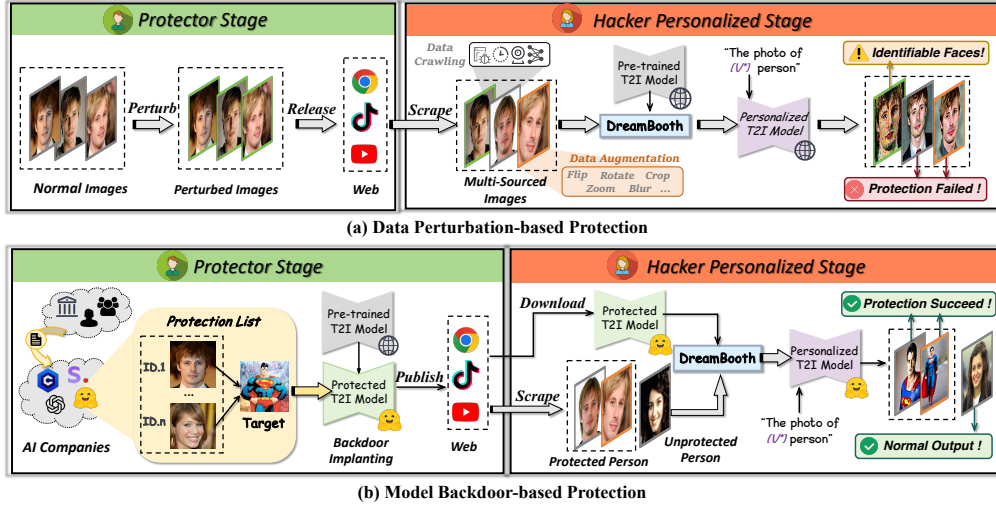 Protector Stage
Hacker Personalized Stage
Data
Crawling
"The photo of
(V*) person"
Identifiable Faces!
Pre-trained
T2I Model
Perturb
Release
Scrape
DreamBooth
Personalized
T2I Model
Data Augmentation
Flip Rotate Crop
Zoom Blur ...
Normal Images
Perturbed Images
Web
Multi-Sourced
Images
Protection Failed !
(a) Data Perturbation-based Protection
Protector Stage
Hacker Personalized Stage
Protection List
Pre-trained
T2I Model
Download
Protected
T2I Model
Protection Succeed !
ID.1
...
ID.n
S.
C
Target
Protected
T2I Model
Publish
DreamBooth
Personalized
T2I Model
Scrape
AI Companies
Backdoor
Implanting
Web
Protected Person
Unprotected
Person
"The photo of
(V*) person"
Normal Output !
(b) Model Backdoor-based Protection